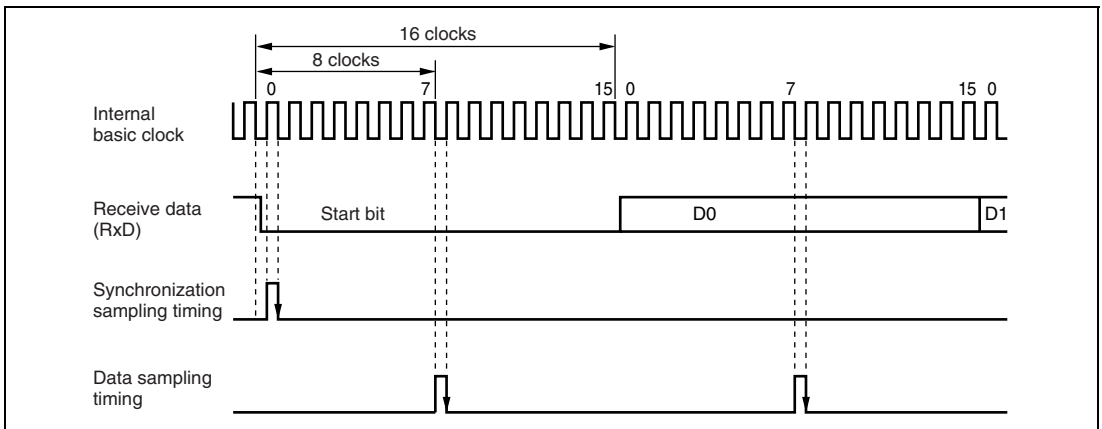 16 clocks
8 clocks
0 7 15 0 7 15 0
Internal
basic clock
Receive data
(RxD)
Start bit D0 D1
Synchronization
sampling timing
Data sampling
timing